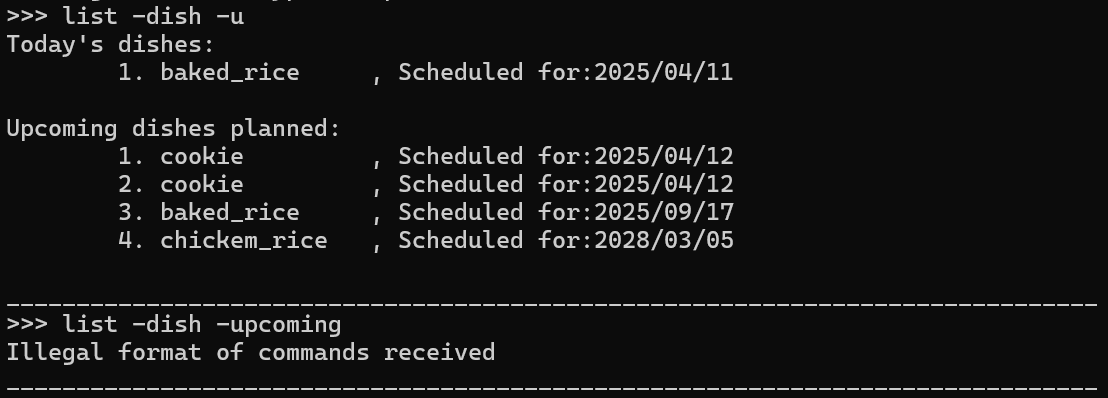 >>> list -dish -u
Today's dishes:
        1. baked_rice     , Scheduled for:2025/04/11
Upcoming dishes planned:
        1. cookie         , Scheduled for:2025/04/12
        2. cookie         , Scheduled for:2025/04/12
        3. baked_rice     , Scheduled for:2025/09/17
        4. chickem_rice   , Scheduled for:2028/03/05
______________________________________________________________________________
>>> list -dish -upcoming
Illegal format of commands received
______________________________________________________________________________